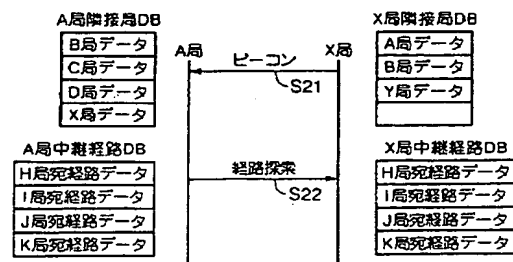 A局隣接局DB
B局データ
C局データ
D局データ
X局データ
A局中継経路DB
H局宛経路データ
I局宛経路データ
J局宛経路データ
K局宛経路データ
A局
X局
ビーコン
S21
経路探索
S22
X局隣接局DB
A局データ
B局データ
Y局データ
X局中継経路DB
H局宛経路データ
I局宛経路データ
J局宛経路データ
K局宛経路データ